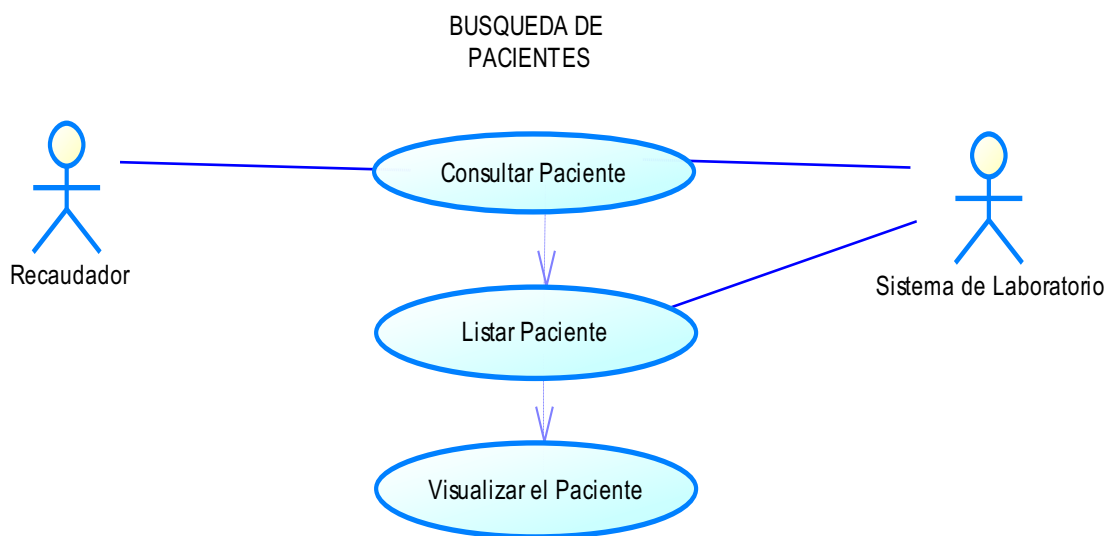 BUSQUEDA DE
PACIENTES
Consultar Paciente
Recaudador
Sistema de Laboratorio
Listar Paciente
Visualizar el Paciente